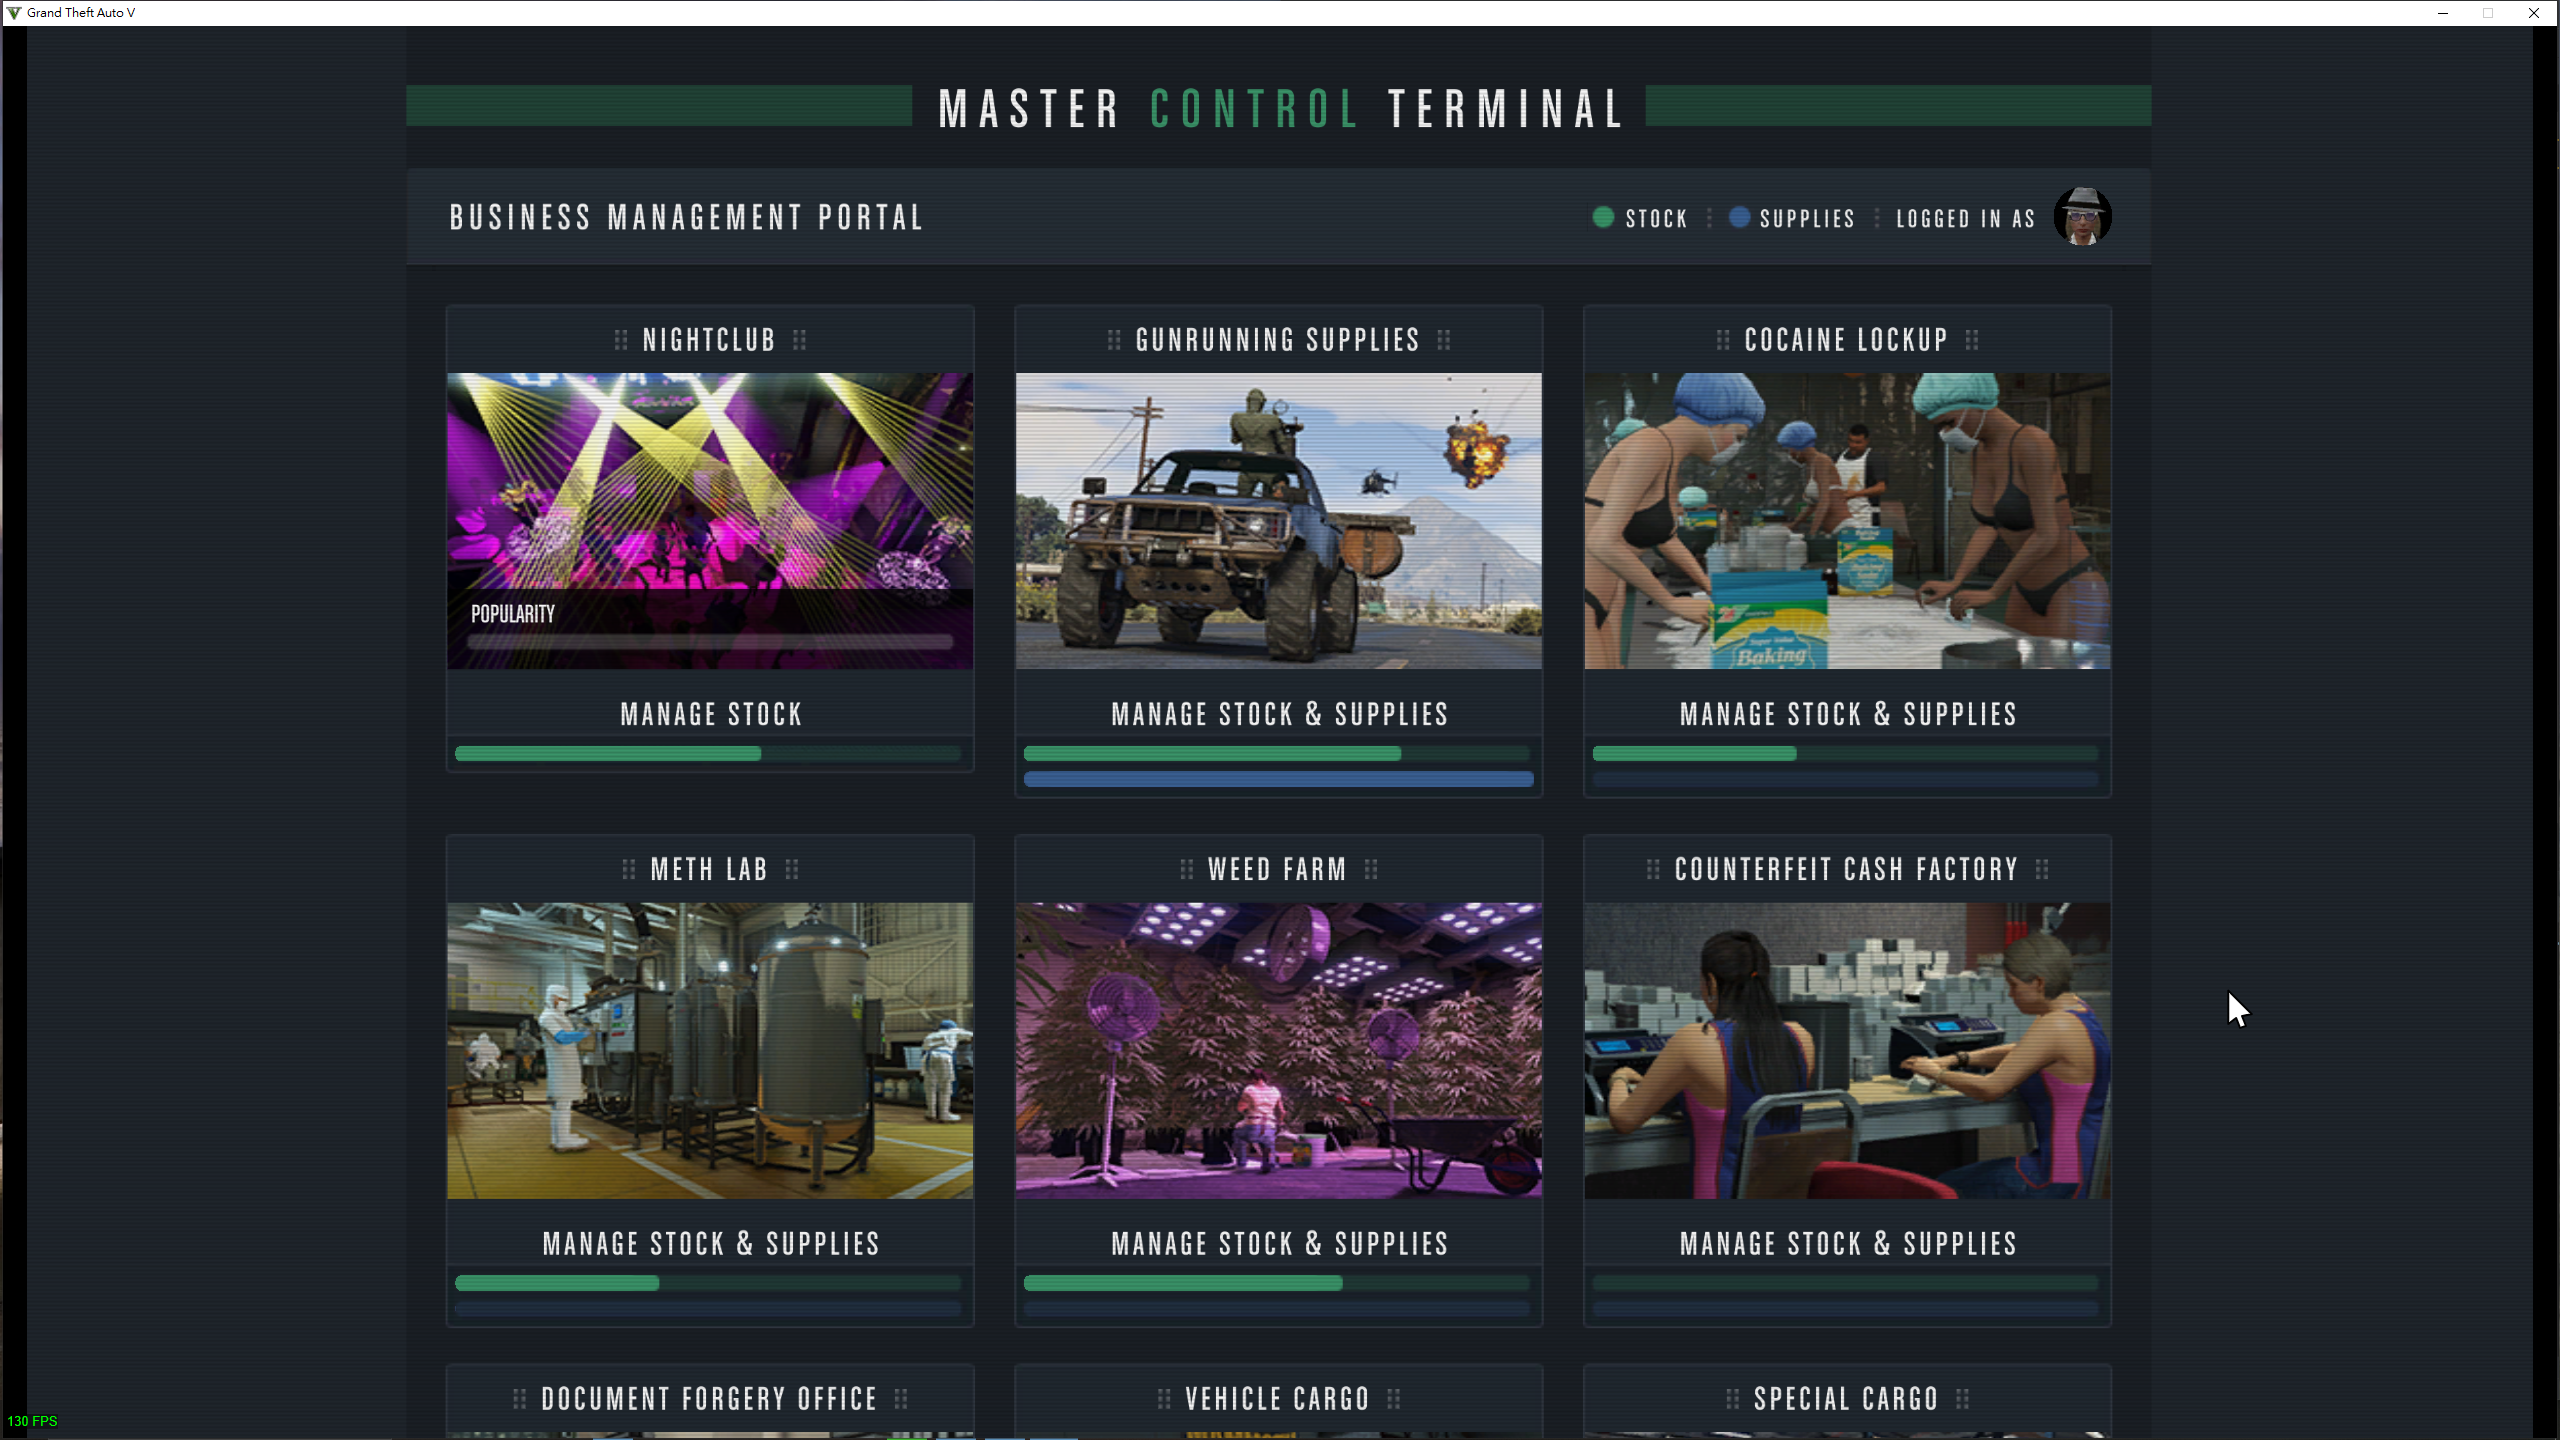 Grand Theft Auto V
MASTER CONTROL TERMINAL
BUSINESS MANAGEMENT PORTAL
STOCK
SUPPLIES
LOGGED IN AS
NIGHTCLUB
GUNRUNNING SUPPLIES
COCAINE LOCKUP
POPULARITY
Super Value
Baking
MANAGE STOCK
MANAGE STOCK & SUPPLIES
MANAGE STOCK & SUPPLIES
METH LAB
WEED FARM
COUNTERFEIT CASH FACTORY
MANAGE STOCK & SUPPLIES
MANAGE STOCK & SUPPLIES
MANAGE STOCK & SUPPLIES
DOCUMENT FORGERY OFFICE
VEHICLE CARGO
SPECIAL CARGO
130 FPS